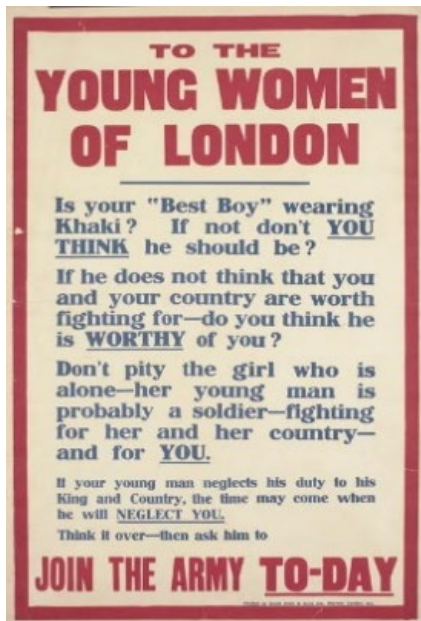 TO THE
YOUNG WOMEN
OF LONDON
Is your "Best Boy" wearing
Khaki? If not don't YOU
THINK he should be?
If he does not think that you
and your country are worth
fighting for—do you think he
is WORTHY of you?
Don't pity the girl who is
alone—her young man is
probably a soldier—fighting
for her and her country—
and for YOU.
If your young man neglects his duty to his
King and Country, the time may come when
he will NEGLECT YOU.
Think it over—then ask him to
JOIN THE ARMY TO-DAY